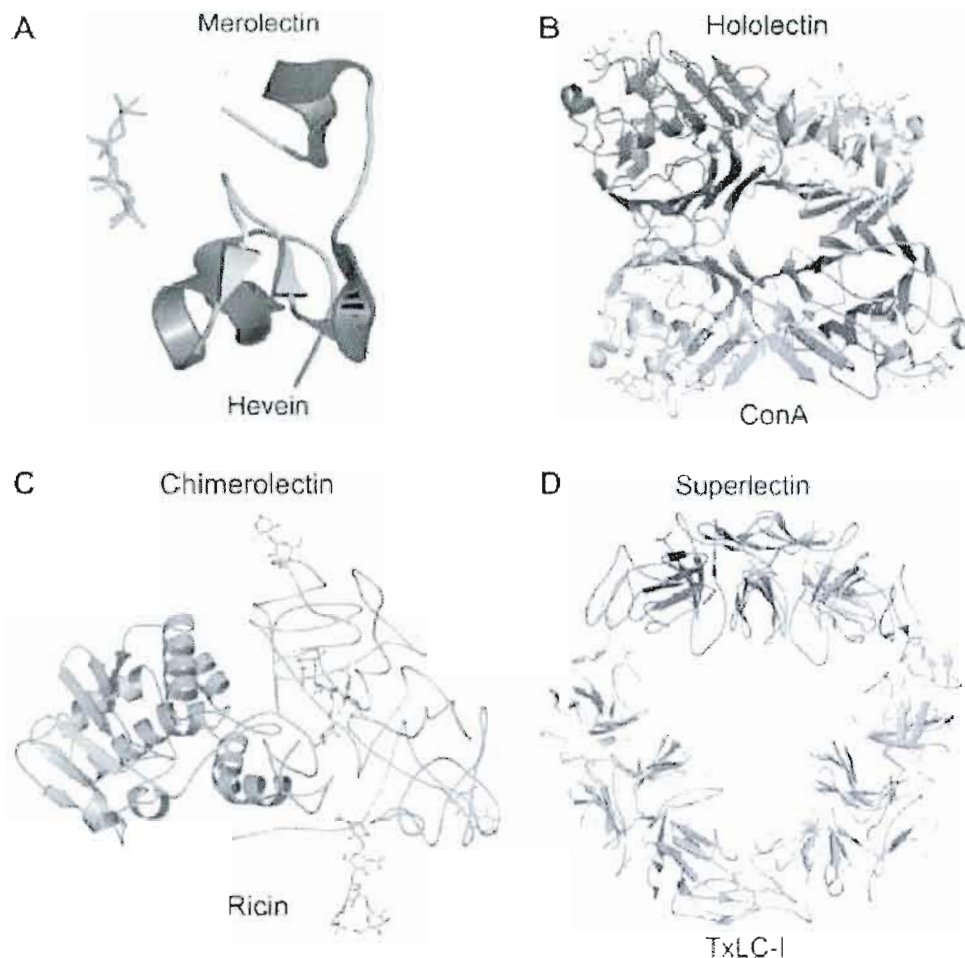 A
Merolectin
Hevein
B
Hololectin
ConA
C
Chimerolectin
Ricin
D
Superlectin
TxLC-I